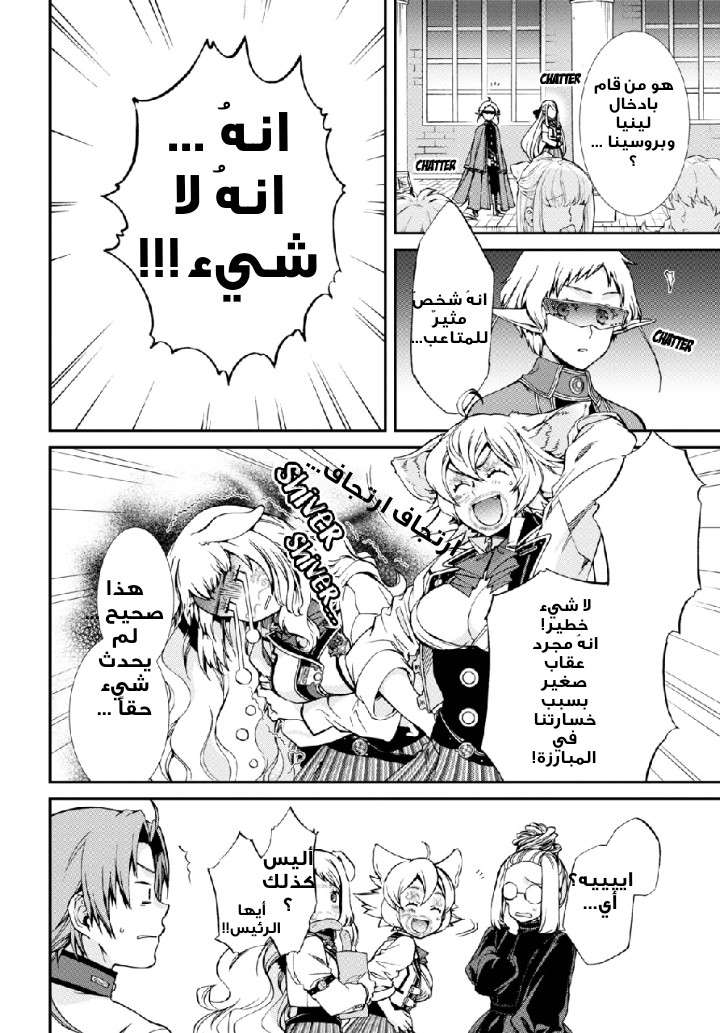 هو من قام
بادخال
لينيا
وبروسينا ...
؟
CHATTER
CHATTER
انهَ شخصٌ
مثيرٌ
للمتاعب...
CHATTER
انهُ ...
انهُ لا
شيء !!!
لا شيء
خطير!
انهَ مجرد
عقاب
صغير
بسبب
خسارتنا
في
المبارزة!
ارتجاف ارتجاف...
SHIVER
SHIVER...
هذا
صحيح
لم
يحدث
شيء
حقاً ...
اييييه؟
أي...
أليس
كذلك
؟
أيها
الرئيس!!